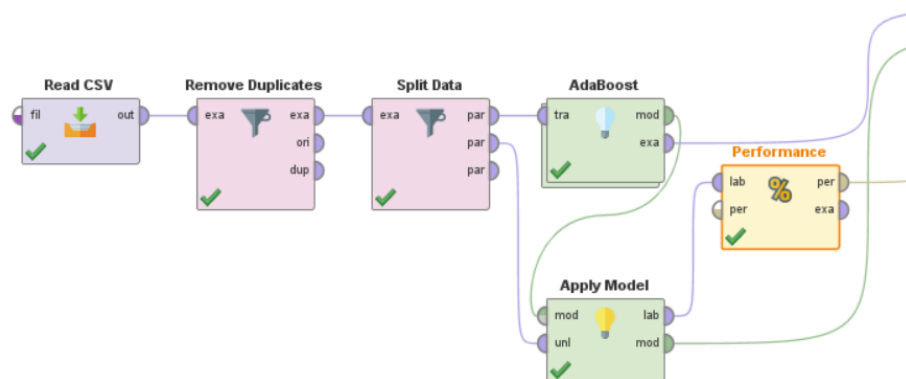 Read CSV
fil
out
Remove Duplicates
exa
exa
ori
dup
Split Data
exa
par
par
par
AdaBoost
tra
mod
exa
Performance
lab
per
per
exa
%
Apply Model
mod
lab
unl
mod